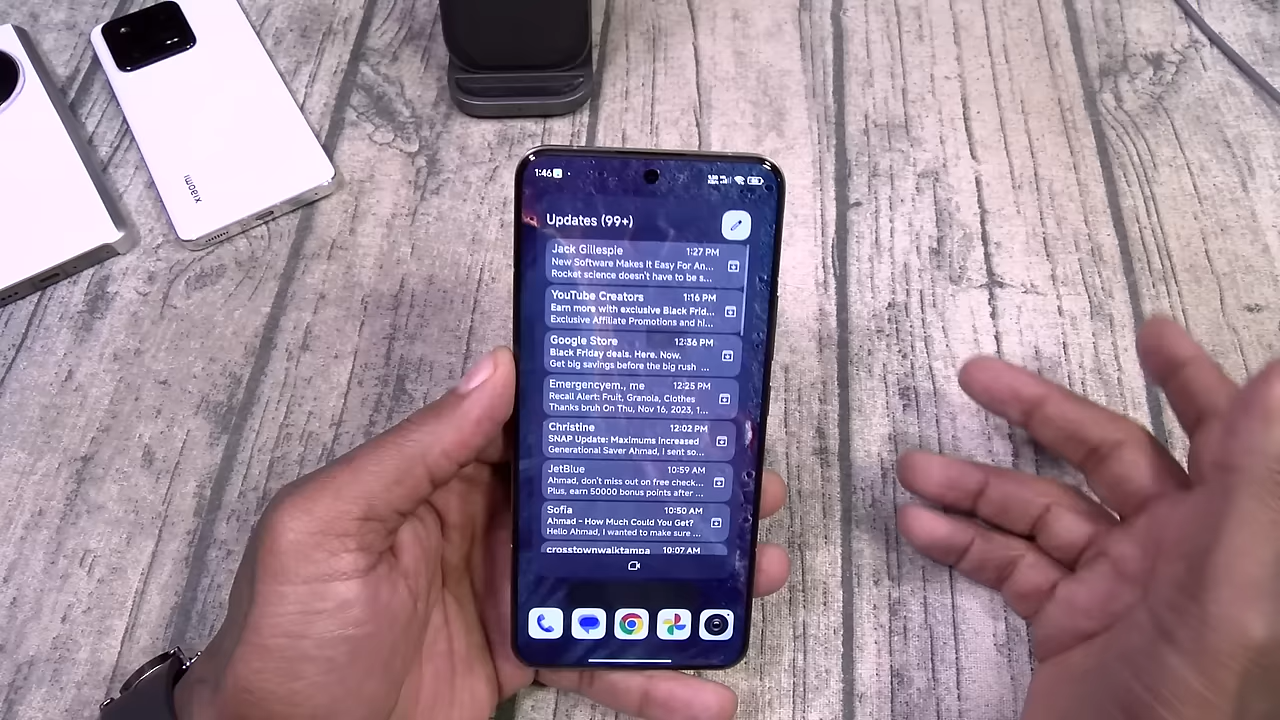 xiaomi
1:46
Updates (99+)
Jack Gillespie 1:27 PM
New Software Makes It Easy For An...
Rocket science doesn't have to be s...
YouTube Creators 1:16 PM
Earn more with exclusive Black Frid...
Exclusive Affiliate Promotions and hi...
Google Store 12:36 PM
Black Friday deals. Here. Now.
Get big savings before the big rush ...
Emergencyem., me 12:25 PM
Recall Alert: Fruit, Granola, Clothes
Thanks bruh On Thu, Nov 16, 2023, 1...
Christine 12:02 PM
SNAP Update: Maximums Increased
Generational Saver Ahmad, I sent so...
JetBlue 10:59 AM
Ahmad, don't miss out on free check...
Plus, earn 50000 bonus points after ...
Sofia 10:50 AM
Ahmad - How Much Could You Get?
Hello Ahmad, I wanted to make sure ...
crosstownwalktampa 10:07 AM